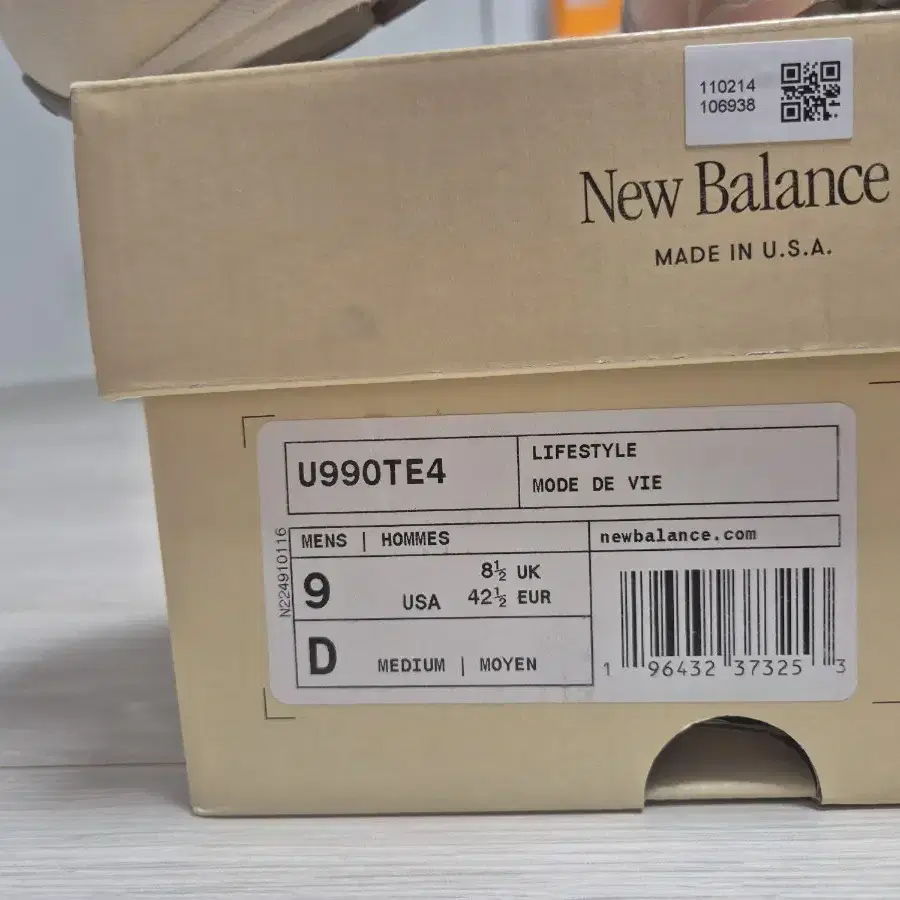 110214
106938
New Balance
MADE IN U.S.A.
U990TE4
LIFESTYLE
MODE DE VIE
N224910116
MENS | HOMMES
newbalance.com
9
USA
8½ UK
42½ EUR
D
MEDIUM | MOYEN
1 96432 37325 3